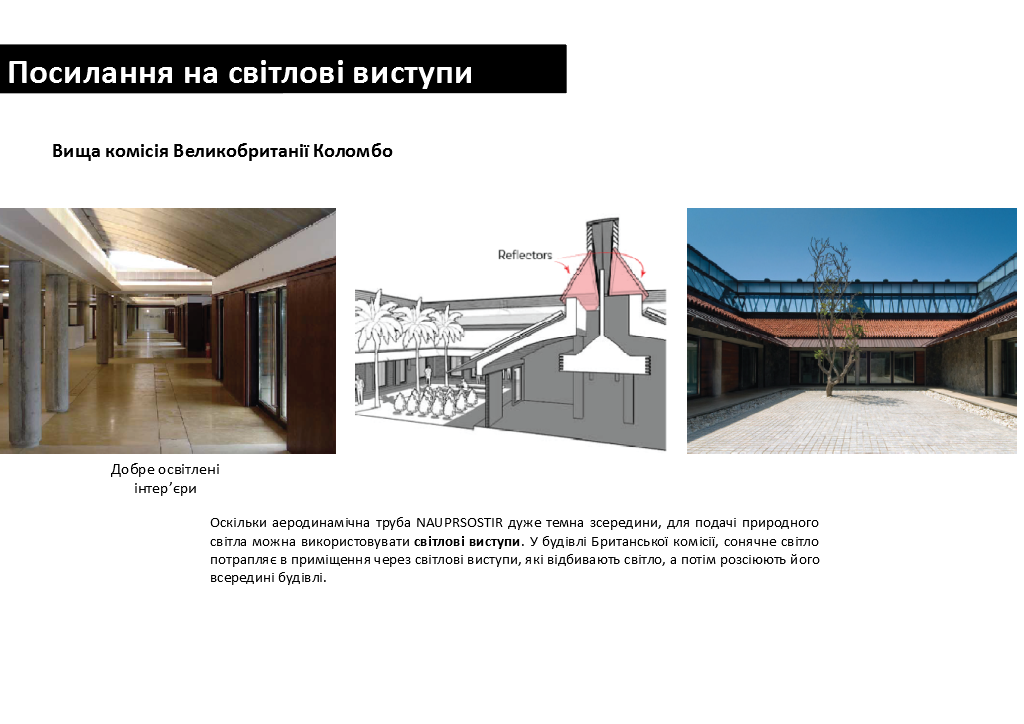 Посилання на світлові виступи
Вища комісія Великобританії Коломбо
Reflectors
Добре освітлені
інтер’єри
Оскільки аеродинамічна труба NAUPRSOSTIR дуже темна зсередини, для подачі природного
світла можна використовувати світлові виступи. У будівлі Британської комісії, сонячне світло
потрапляє в приміщення через світлові виступи, які відбивають світло, а потім розсіюють його
всередині будівлі.